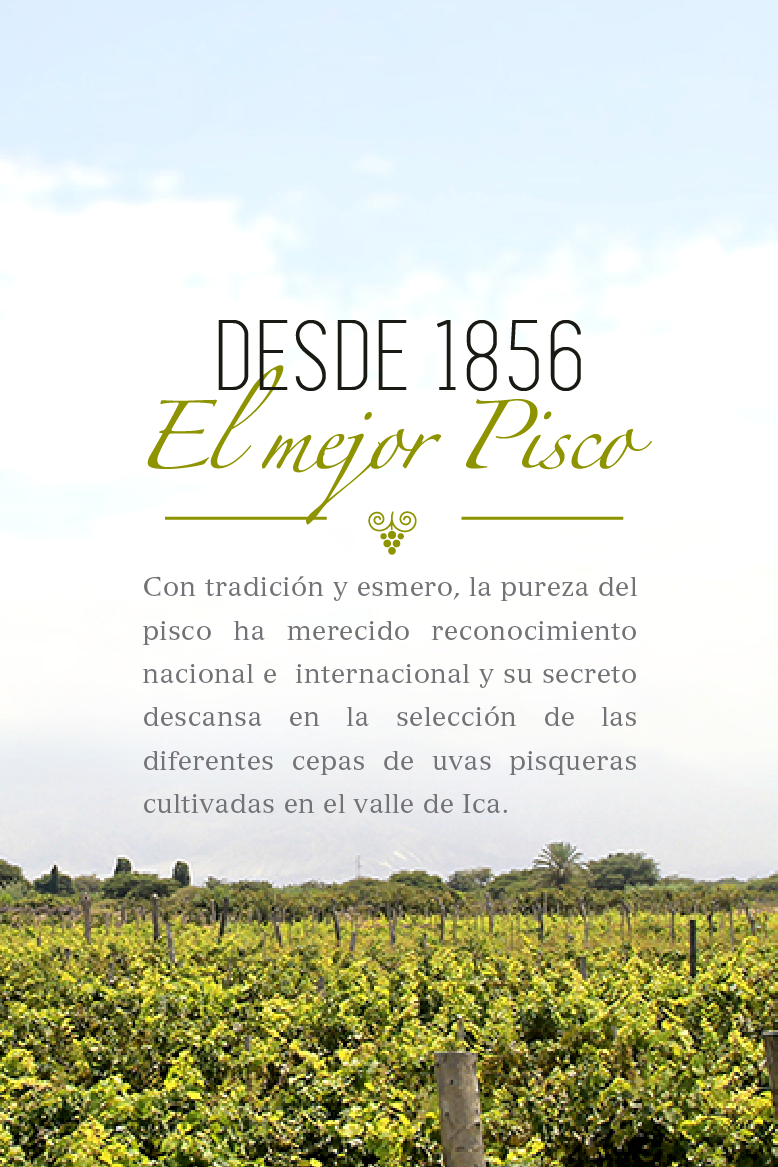 DESDE 1856
El mejor Pisco
Con tradición y esmero, la pureza del
pisco ha merecido reconocimiento
nacional e internacional y su secreto
descansa en la selección de las
diferentes cepas de uvas pisqueras
cultivadas en el valle de Ica.